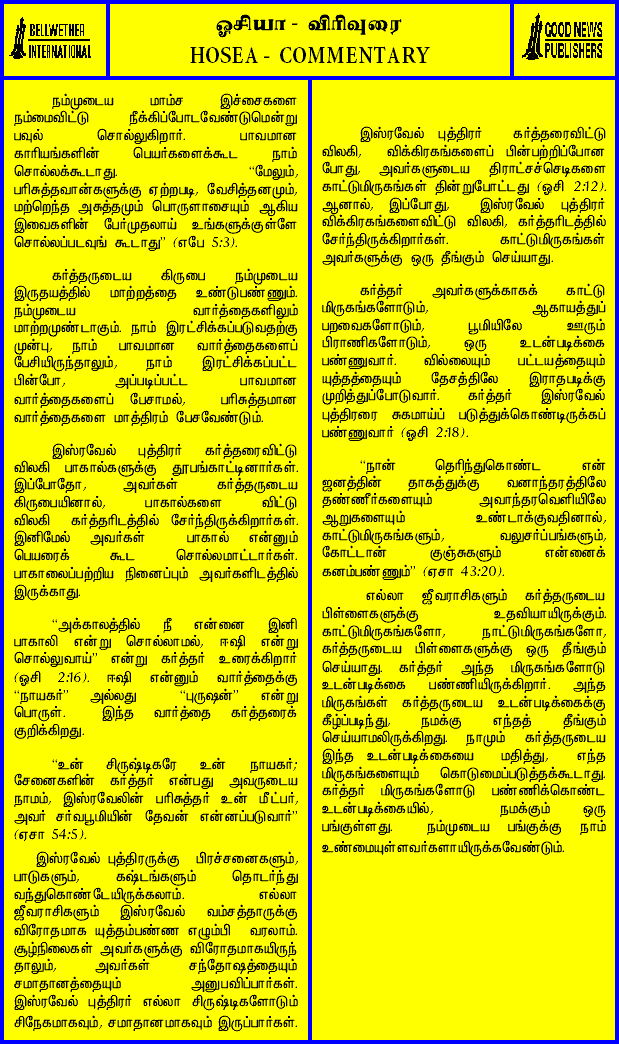 BELLWETHER
INTERNATIONAL
ஓசியா - விரிவுரை
HOSEA - COMMENTARY
GOOD NEWS
PUBLISHERS
நம்முடைய மாம்ச இச்சைகளை
நம்மைவிட்டு நீக்கிப்போடவேண்டுமென்று
பவுல் சொல்லுகிறார். பாவமான
காரியங்களின் பெயர்களைக்கூட நாம்
சொல்லக்கூடாது. “மேலும்,
பரிசுத்தவான்களுக்கு ஏற்றபடி, வேசித்தனமும்,
மற்றெந்த அசுத்தமும் பொருளாசையும் ஆகிய
இவைகளின் பேர்முதலாய் உங்களுக்குள்ளே
சொல்லப்படவுங் கூடாது” (எபே 5:3).
கர்த்தருடைய கிருபை நம்முடைய
இருதயத்தில் மாற்றத்தை உண்டுபண்ணும்.
நம்முடைய வார்த்தைகளிலும்
மாற்றமுண்டாகும். நாம் இரட்சிக்கப்படுவதற்கு
முன்பு, நாம் பாவமான வார்த்தைகளைப்
பேசியிருந்தாலும், நாம் இரட்சிக்கப்பட்ட
பின்போ, அப்படிப்பட்ட பாவமான
வார்த்தைகளைப் பேசாமல், பரிசுத்தமான
வார்த்தைகளை மாத்திரம் பேசவேண்டும்.
இஸ்ரவேல் புத்திரர் கர்த்தரைவிட்டு
விலகி பாகால்களுக்கு தூபங்காட்டினார்கள்.
இப்போதோ, அவர்கள் கர்த்தருடைய
கிருபையினால், பாகால்களை விட்டு
விலகி கர்த்தரிடத்தில் சேர்ந்திருக்கிறார்கள்.
இனிமேல் அவர்கள் பாகால் என்னும்
பெயரைக் கூட சொல்லமாட்டார்கள்.
பாகாலைப்பற்றிய நினைப்பும் அவர்களிடத்தில்
இருக்காது.
“அக்காலத்தில் நீ என்னை இனி
பாகாலி என்று சொல்லாமல், ஈஷி என்று
சொல்லுவாய்” என்று கர்த்தர் உரைக்கிறார்
(ஒசி 2:16). ஈஷி என்னும் வார்த்தைக்கு
“நாயகர்” அல்லது “புருஷன்” என்று
பொருள். இந்த வார்த்தை கர்த்தரைக்
குறிக்கிறது.
“உன் சிருஷ்டிகரே உன் நாயகர்;
சேனைகளின் கர்த்தர் என்பது அவருடைய
நாமம், இஸ்ரவேலின் பரிசுத்தர் உன் மீட்பர்,
அவர் சர்வபூமியின் தேவன் என்னப்படுவார்”
(ஏசா 54:5).
இஸ்ரவேல் புத்திரருக்கு பிரச்சனைகளும்,
பாடுகளும், கஷ்டங்களும் தொடர்ந்து
வந்துகொண்டேயிருக்கலாம். எல்லா
ஜீவராசிகளும் இஸ்ரவேல் வம்சத்தாருக்கு
விரோதமாக யுத்தம்பண்ண எழும்பி வரலாம்.
சூழ்நிலைகள் அவர்களுக்கு விரோதமாகயிருந்
தாலும், அவர்கள் சந்தோஷத்தையும்
சமாதானத்தையும் அனுபவிப்பார்கள்.
இஸ்ரவேல் புத்திரர் எல்லா சிருஷ்டிகளோடும்
சிநேகமாகவும், சமாதானமாகவும் இருப்பார்கள்.
இஸ்ரவேல் புத்திரர் கர்த்தரைவிட்டு
விலகி, விக்கிரகங்களைப் பின்பற்றிப்போன
போது, அவர்களுடைய திராட்சச்செடிகளை
காட்டுமிருகங்கள் தின்றுபோட்டது (ஒசி 2:12).
ஆனால், இப்போது, இஸ்ரவேல் புத்திரர்
விக்கிரகங்களைவிட்டு விலகி, கர்த்தரிடத்தில்
சேர்ந்திருக்கிறார்கள். காட்டுமிருகங்கள்
அவர்களுக்கு ஒரு தீங்கும் செய்யாது.
கர்த்தர் அவர்களுக்காகக் காட்டு
மிருகங்களோடும், ஆகாயத்துப்
பறவைகளோடும், பூமியிலே ஊரும்
பிராணிகளோடும், ஒரு உடன்படிக்கை
பண்ணுவார். வில்லையும் பட்டயத்தையும்
யுத்தத்தையும் தேசத்திலே இராதபடிக்கு
முறித்துப்போடுவார். கர்த்தர் இஸ்ரவேல்
புத்திரரை சுகமாய்ப் படுத்துக்கொண்டிருக்கப்
பண்ணுவார் (ஓசி 2:18).
“நான் தெரிந்துகொண்ட என்
ஜனத்தின் தாகத்துக்கு வனாந்தரத்திலே
தண்ணீர்களையும் அவாந்தரவெளியிலே
ஆறுகளையும் உண்டாக்குவதினால்,
காட்டுமிருகங்களும், வலுசர்ப்பங்களும்,
கோட்டான் குஞ்சுகளும் என்னைக்
கனம்பண்ணும்” (ஏசா 43:20).
எல்லா ஜீவராசிகளும் கர்த்தருடைய
பிள்ளைகளுக்கு உதவியாயிருக்கும்.
காட்டுமிருகங்களோ, நாட்டுமிருகங்களோ,
கர்த்தருடைய பிள்ளைகளுக்கு ஒரு தீங்கும்
செய்யாது. கர்த்தர் அந்த மிருகங்களோடு
உடன்படிக்கை பண்ணியிருக்கிறார். அந்த
மிருகங்கள் கர்த்தருடைய உடன்படிக்கைக்கு
கீழ்ப்படிந்து, நமக்கு எந்தத் தீங்கும்
செய்யாமலிருக்கிறது. நாமும் கர்த்தருடைய
இந்த உடன்படிக்கையை மதித்து, எந்த
மிருகங்களையும் கொடுமைப்படுத்தக்கூடாது.
கர்த்தர் மிருகங்களோடு பண்ணிக்கொண்ட
உடன்படிக்கையில், நமக்கும் ஒரு
பங்குள்ளது. நம்முடைய பங்குக்கு நாம்
உண்மையுள்ளவர்களாயிருக்கவேண்டும்.